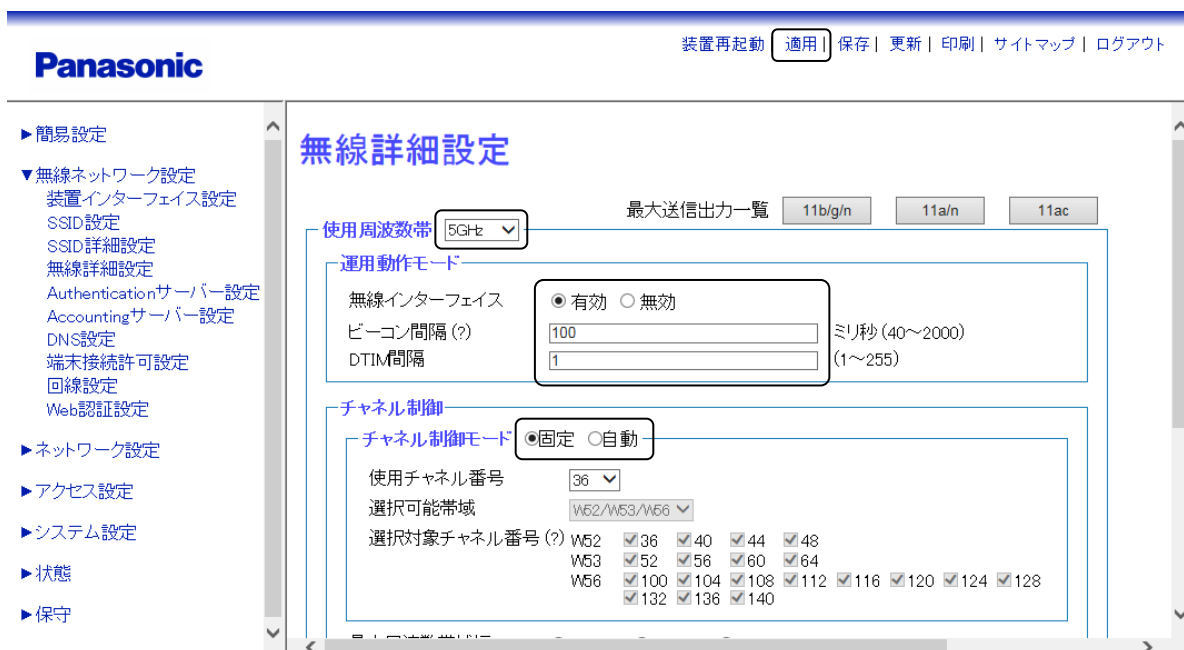 装置再起動 適用| 保存| 更新| 印刷| サイトマップ| ログアウト
Panasonic
▶簡易設定
▼無線ネットワーク設定
装置インターフェイス設定
SSID設定
SSID詳細設定
無線詳細設定
Authenticationサーバー設定
Accountingサーバー設定
DNS設定
端末接続許可設定
回線設定
Web認証設定
▶ネットワーク設定
▶アクセス設定
▶システム設定
▶状態
▶保守
無線詳細設定
最大送信出力一覧 11b/g/n 11a/n 11ac
使用周波数帯 5GHz
運用動作モード
無線インターフェイス 有効 無効
ビーコン間隔(?) 100 ミリ秒(40～2000)
DTIM間隔 1 (1～255)
チャネル制御
チャネル制御モード 固定 自動
使用チャネル番号 36
選択可能帯域 W52/W53/W56
選択対象チャネル番号(?) W52 36 40 44 48
W53 52 56 60 64
W56 100 104 108 112 116 120 124 128
132 136 140